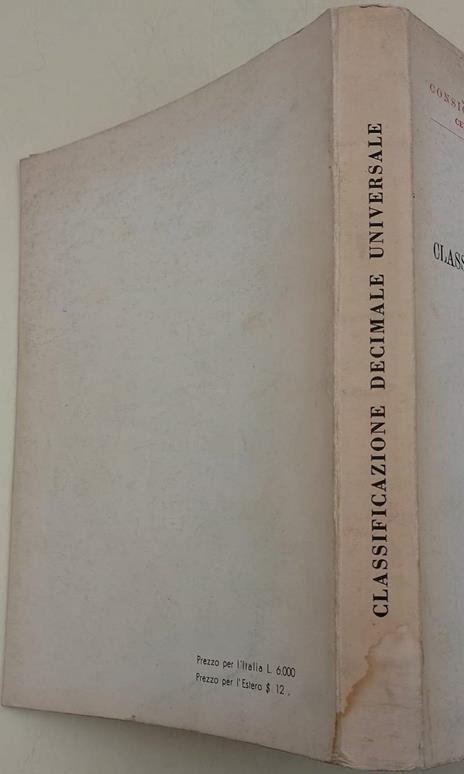 Prezzo per l'Italia L. 6.000
Prezzo per l'Estero $ 12.
CLASSIFICAZIONE DECIMALE UNIVERSALE